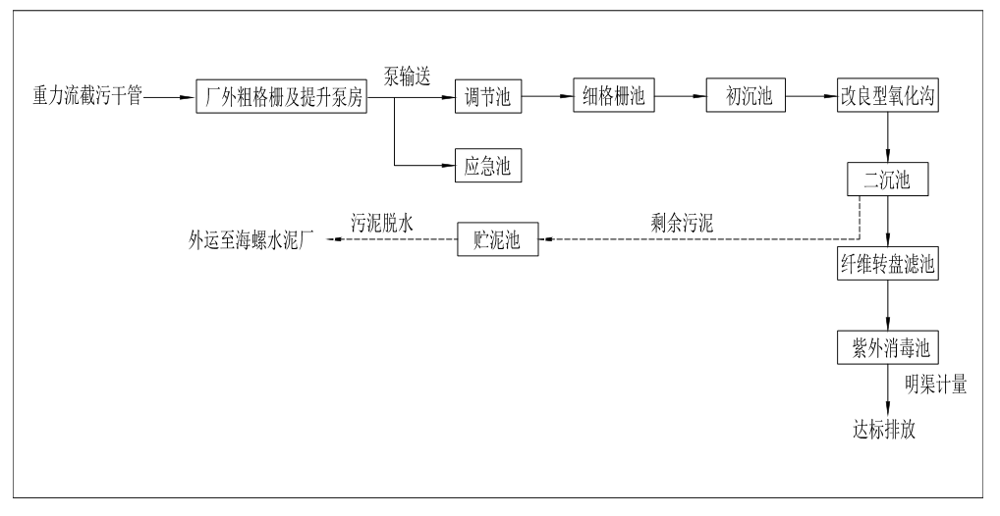 泵输送
重力流截污干管
厂外粗格栅及提升泵房
调节池
细格栅池
初沉池
改良型氧化沟
应急池
二沉池
外运至海螺水泥厂
污泥脱水
贮泥池
剩余污泥
纤维转盘滤池
紫外消毒池
明渠计量
达标排放